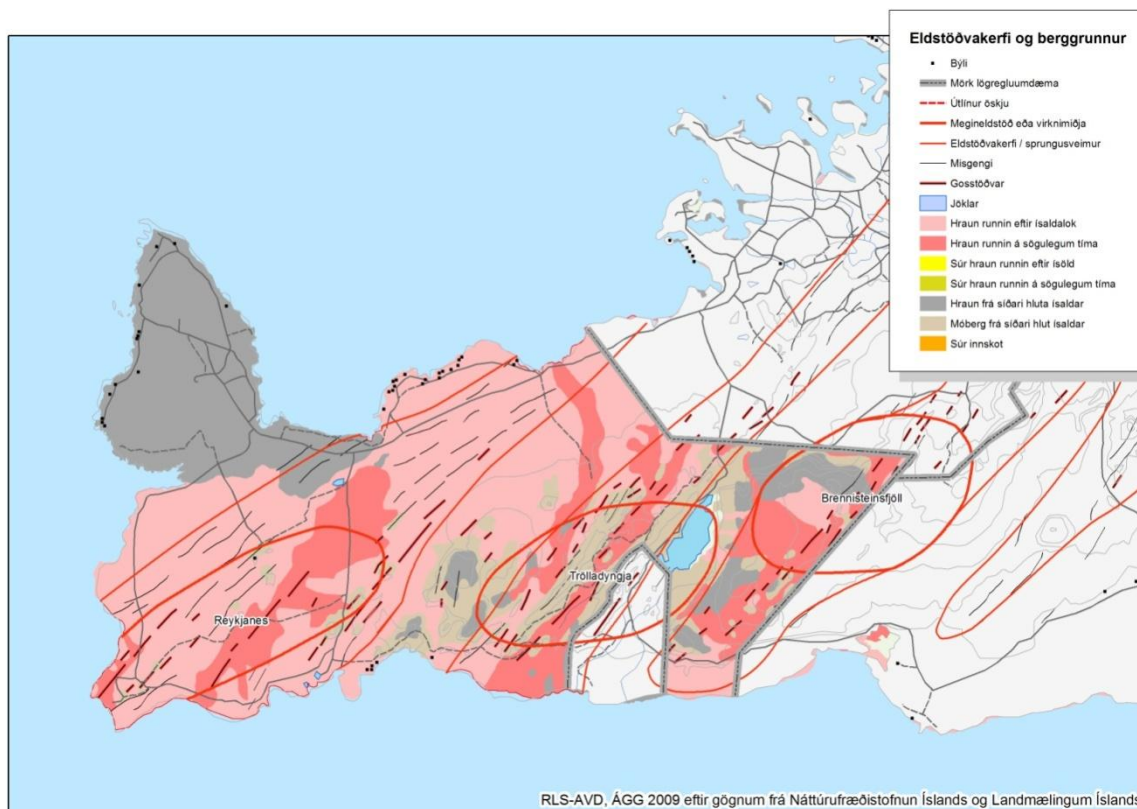 Eldstöðvakerfi og berggrunnur
Býli
Mörk lögregluumdæma
Útlínur öskju
Megineldstöð eða virknimiðja
Eldstöðvakerfi / sprungusveimur
Misgengi
Gosstöðvar
Jöklar
Hraun runnin eftir ísaldalok
Hraun runnin á sögulegum tíma
Súr hraun runnin eftir ísöld
Súr hraun runnin á sögulegum tíma
Hraun frá síðari hluta ísaldar
Móberg frá síðari hlut ísaldar
Súr innskot
Brennisteinsfjöll
Trölladyngja
Reykjanes
RLS-AVD, ÁGG 2009 eftir gögnum frá Náttúrufræðistofnun Íslands og Landmælingum Íslands